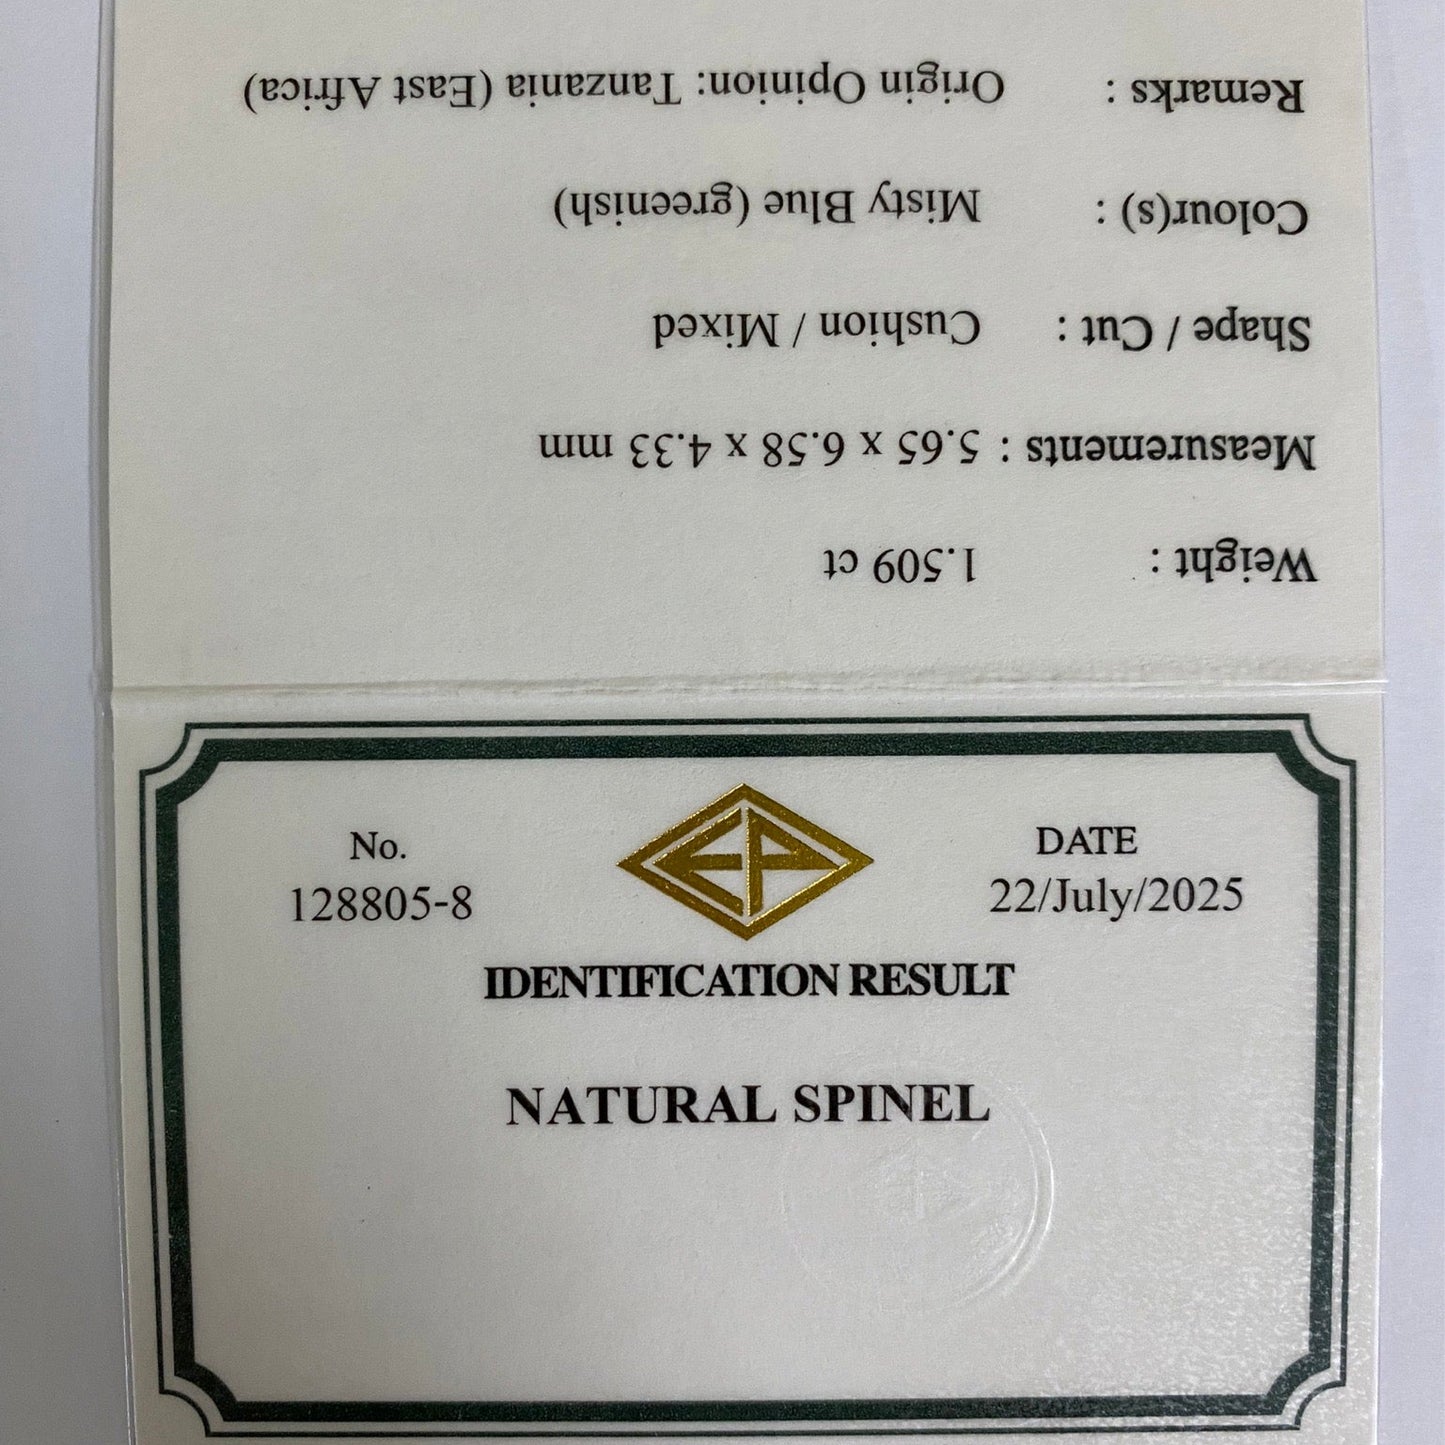 Weight : 1.509 ct
Measurements : 5.65 x 6.58 x 4.33 mm
Shape / Cut : Cushion / Mixed
Colour(s) : Misty Blue (greenish)
Remarks : Origin Opinion: Tanzania (East Africa)
No. EP DATE
128805-8 22/July/2025
IDENTIFICATION RESULT
NATURAL SPINEL